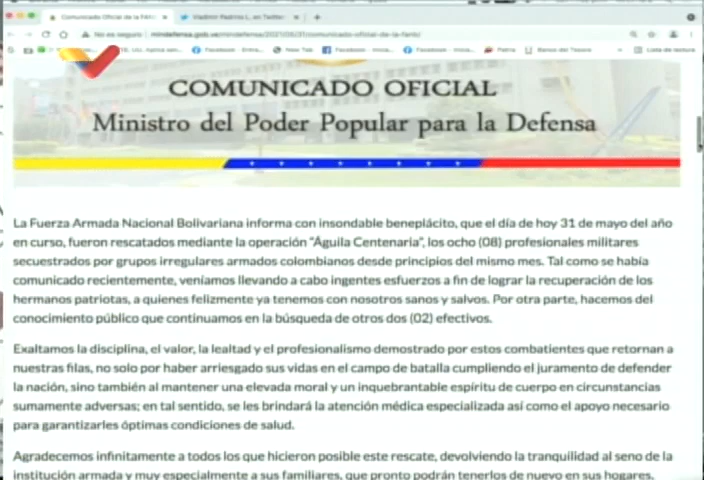 Comunicado Oficial de la FAN
Vladimir Padrino L. en Twitter
No es seguro | mindefensa.gob.ve/mindefensa/2021/05/31/comunicado-oficial-de-la-fanb/
New Tab Facebook Patria Banco del Tesoro Lista de lectura
COMUNICADO OFICIAL
Ministro del Poder Popular para la Defensa
La Fuerza Armada Nacional Bolivariana informa con insondable beneplácito, que el día de hoy 31 de mayo del año
en curso, fueron rescatados mediante la operación "Águila Centenaria", los ocho (08) profesionales militares
secuestrados por grupos irregulares armados colombianos desde principios del mismo mes. Tal como se había
comunicado recientemente, veníamos llevando a cabo ingentes esfuerzos a fin de lograr la recuperación de los
hermanos patriotas, a quienes felizmente ya tenemos con nosotros sanos y salvos. Por otra parte, hacemos del
conocimiento público que continuamos en la búsqueda de otros dos (02) efectivos.
Exaltamos la disciplina, el valor, la lealtad y el profesionalismo demostrado por estos combatientes que retornan a
nuestras filas, no solo por haber arriesgado sus vidas en el campo de batalla cumpliendo el juramento de defender
la nación, sino también al mantener una elevada moral y un inquebrantable espíritu de cuerpo en circunstancias
sumamente adversas; en tal sentido, se les brindará la atención médica especializada así como el apoyo necesario
para garantizarles óptimas condiciones de salud.
Agradecemos infinitamente a todos los que hicieron posible este rescate, devolviendo la tranquilidad al seno de la
institución armada y muy especialmente a sus familiares, que pronto podrán tenerlos de nuevo en sus hogares.